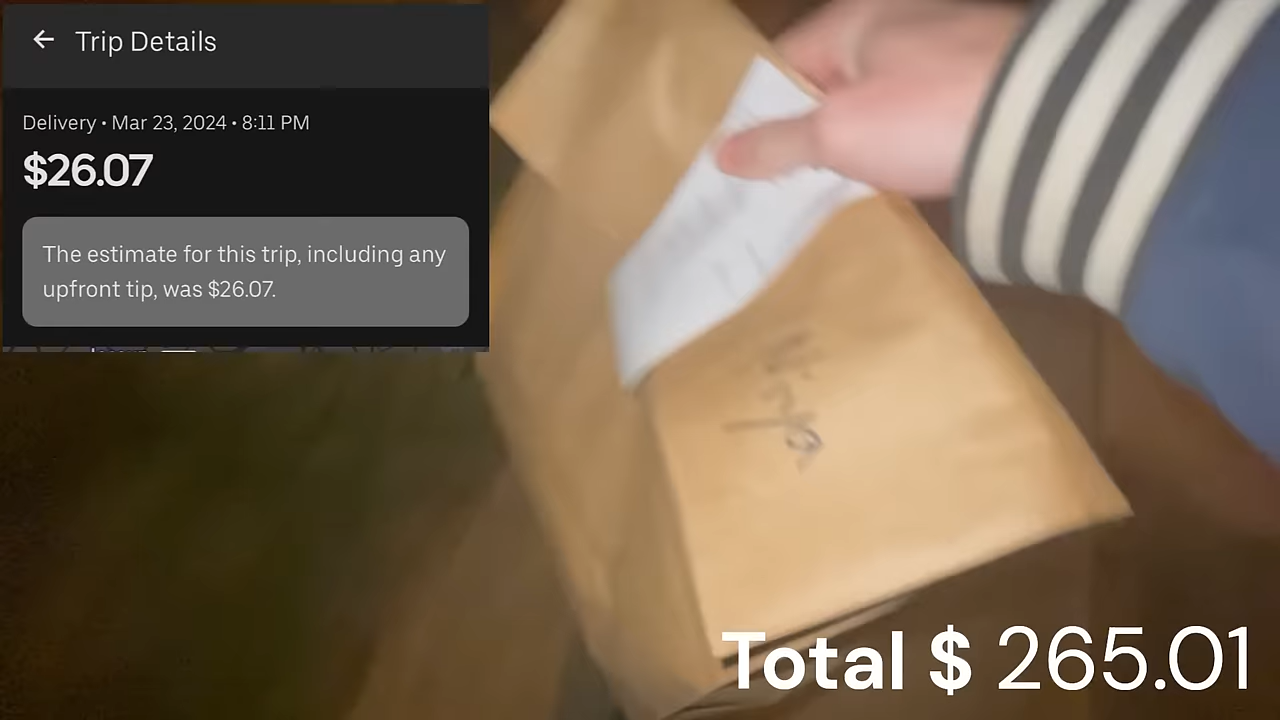 ← Trip Details
Delivery • Mar 23, 2024 • 8:11 PM
$26.07
The estimate for this trip, including any
upfront tip, was $26.07.
Total $ 265.01